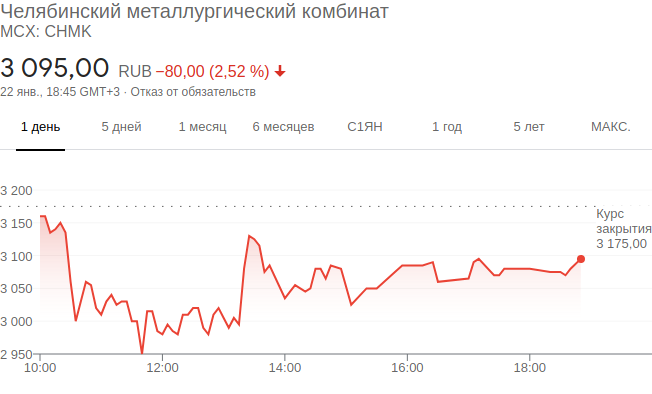 Челябинский металлургический комбинат
MCX: CHMK
3 095,00 RUB −80,00 (2,52 %)
22 янв., 18:45 GMT+3 · Отказ от обязательств
1 день 5 дней 1 месяц 6 месяцев С1ЯН 1 год 5 лет МАКС.
3 200
3 150
3 100
3 050
3 000
2 950
Курс
закрытия
3 175,00
10:00 12:00 14:00 16:00 18:00